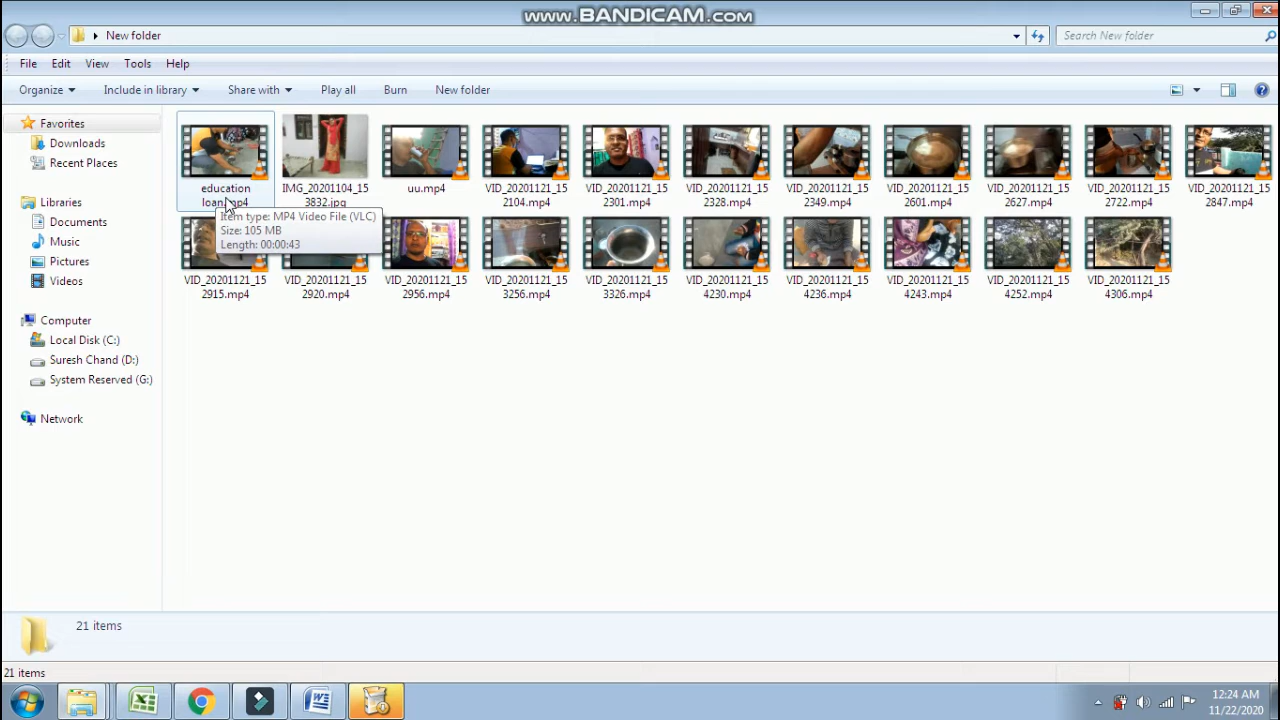 www.BANDICAM.com
New folder
Search New folder
File Edit View Tools Help
Organize Include in library Share with Play all Burn New folder
Favorites
Downloads
Recent Places
Libraries
Documents
Music
Pictures
Videos
Computer
Local Disk (C:)
Suresh Chand (D:)
System Reserved (G:)
Network
education
loan.mp4
IMG_20201104_15
3832.jpg
uu.mp4
VID_20201121_15
2104.mp4
VID_20201121_15
2301.mp4
VID_20201121_15
2328.mp4
VID_20201121_15
2349.mp4
VID_20201121_15
2601.mp4
VID_20201121_15
2627.mp4
VID_20201121_15
2722.mp4
VID_20201121_15
2847.mp4
Item type: MP4 Video File (VLC)
Size: 105 MB
Length: 00:00:43
VID_20201121_15
2915.mp4
VID_20201121_15
2920.mp4
VID_20201121_15
2956.mp4
VID_20201121_15
3256.mp4
VID_20201121_15
3326.mp4
VID_20201121_15
4230.mp4
VID_20201121_15
4236.mp4
VID_20201121_15
4243.mp4
VID_20201121_15
4252.mp4
VID_20201121_15
4306.mp4
21 items
21 items
12:24 AM
11/22/2020